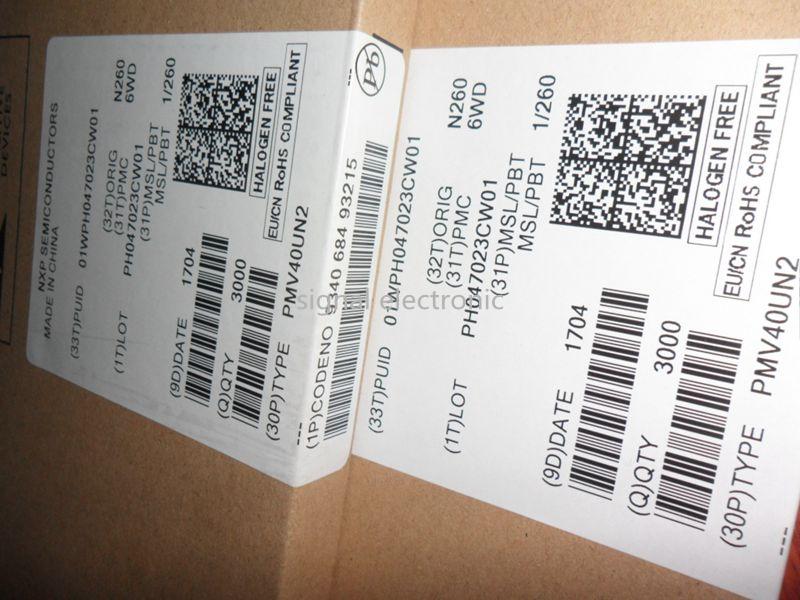 DEVICES
NXP SEMICONDUCTORS
MADE IN CHINA
(33T)PUID 01WPH047023CW01
(1T)LOT
(32T)ORIG N260
(31T)PMC 6WD
PH047023CW01
(31P)MSL/PBT
MSL/PBT 1/260
(9D)DATE 1704
(Q)QTY 3000
(30P)TYPE PMV40UN2
HALOGEN FREE
EU/CN RoHS COMPLIANT
---
(1P)CODENO 9340 684 93215
---
Pb
(33T)PUID 01WPH047023CW01
(1T)LOT
(32T)ORIG N260
(31T)PMC 6WD
PH047023CW01
(31P)MSL/PBT
MSL/PBT 1/260
(9D)DATE 1704
(Q)QTY 3000
(30P)TYPE PMV40UN2
HALOGEN FREE
EU/CN RoHS COMPLIANT
---
signal electronic